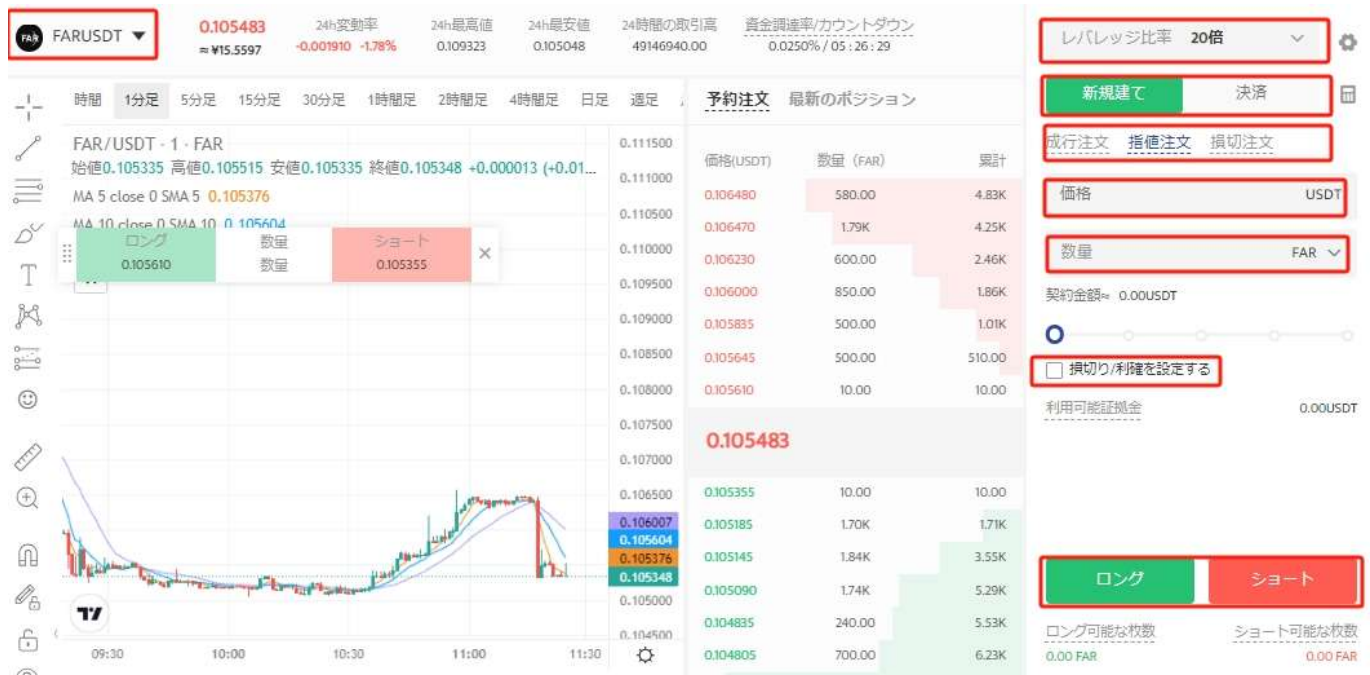 FAR FARUSDT
0.105483
≈ ¥15.5597
24h変動率
-0.001910 -1.78%
24h最高値
0.109323
24h最安値
0.105048
24時間の取引高
49146940.00
資金調達率/カウントダウン
0.0250% / 05 : 26 : 29
時間 1分足 5分足 15分足 30分足 1時間足 2時間足 4時間足 日足 週足
FAR/USDT · 1 · FAR
始値0.105335 高値0.105515 安値0.105335 終値0.105348 +0.000013 (+0.01...
MA 5 close 0 SMA 5 0.105376
MA 10 close 0 SMA 10 0.105604
ロング 数量 ショート
0.105610 数量 0.105355
0.111500
0.111000
0.110500
0.110000
0.109500
0.109000
0.108500
0.108000
0.107500
0.107000
0.106500
0.106007
0.105604
0.105376
0.105348
0.105000
0.104500
09:30 10:00 10:30 11:00 11:30
予約注文 最新のポジション
価格(USDT) 数量 (FAR) 累計
0.106480 580.00 4.83K
0.106470 1.79K 4.25K
0.106230 600.00 2.46K
0.106000 850.00 1.86K
0.105835 500.00 1.01K
0.105645 500.00 510.00
0.105610 10.00 10.00
0.105483
0.105355 10.00 10.00
0.105185 1.70K 1.71K
0.105145 1.84K 3.55K
0.105090 1.74K 5.29K
0.104835 240.00 5.53K
0.104805 700.00 6.23K
レバレッジ比率 20倍
新規建て 決済
成行注文 指値注文 損切注文
価格 USDT
数量 FAR
契約金額≈ 0.00USDT
損切り/利確を設定する
利用可能証拠金 0.00USDT
ロング ショート
ロング可能な枚数 ショート可能な枚数
0.00 FAR 0.00 FAR